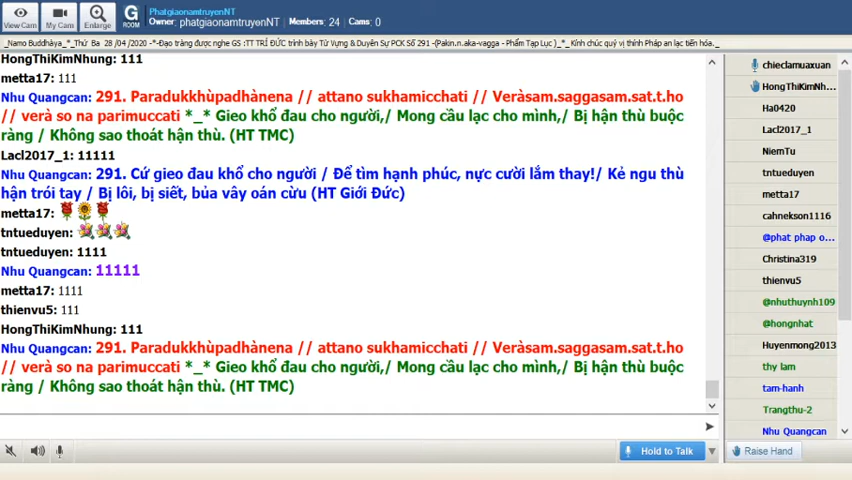 View Cam
My Cam
Enlarge
G
ROOM
PhatgiaonamtruyenNT
Owner: phatgiaonamtruyenNT Members: 24 Cams: 0
_Namo Buddhàya_*_Thứ Ba 28 /04 /2020 -*-Đạo tràng được nghe GS :TT TRÍ ĐỨC trình bày Tứ Vựng & Duyên Sự PCK Số 291 -(Pakin.n.aka-vagga - Phẩm Tạp Lục )_*_Kính chúc quý vị thính Pháp an lạc tiến hóa._
HongThiKimNhung: 111
metta17: 111
Nhu Quangcan: 291. Paradukkhùpadhànena // attano sukhamicchati // Veràsam.saggasam.sat.t.ho
// verà so na parimuccati *_* Gieo khổ đau cho người,/ Mong cầu lạc cho mình,/ Bị hận thù buộc
ràng / Không sao thoát hận thù. (HT TMC)
Lacl2017_1: 11111
Nhu Quangcan: 291. Cứ gieo đau khổ cho người / Để tìm hạnh phúc, nực cười lắm thay!/ Kẻ ngu thù
hận trói tay / Bị lôi, bị siết, bủa vây oán cừu (HT Giới Đức)
metta17:
tntueduyen:
tntueduyen: 1111
Nhu Quangcan: 11111
metta17: 1111
thienvu5: 111
HongThiKimNhung: 111
Nhu Quangcan: 291. Paradukkhùpadhànena // attano sukhamicchati // Veràsam.saggasam.sat.t.ho
// verà so na parimuccati *_* Gieo khổ đau cho người,/ Mong cầu lạc cho mình,/ Bị hận thù buộc
ràng / Không sao thoát hận thù. (HT TMC)
Hold to Talk
chieclamuaxuan
HongThiKimNh...
Ha0420
Lacl2017_1
NiemTu
tntueduyen
metta17
cahnekson1116
@phat phap o...
Christina319
thienvu5
@nhuthuynh109
@hongnhat
Huyenmong2013
thy lam
tam-hanh
Trangthu-2
Nhu Quangcan
Raise Hand